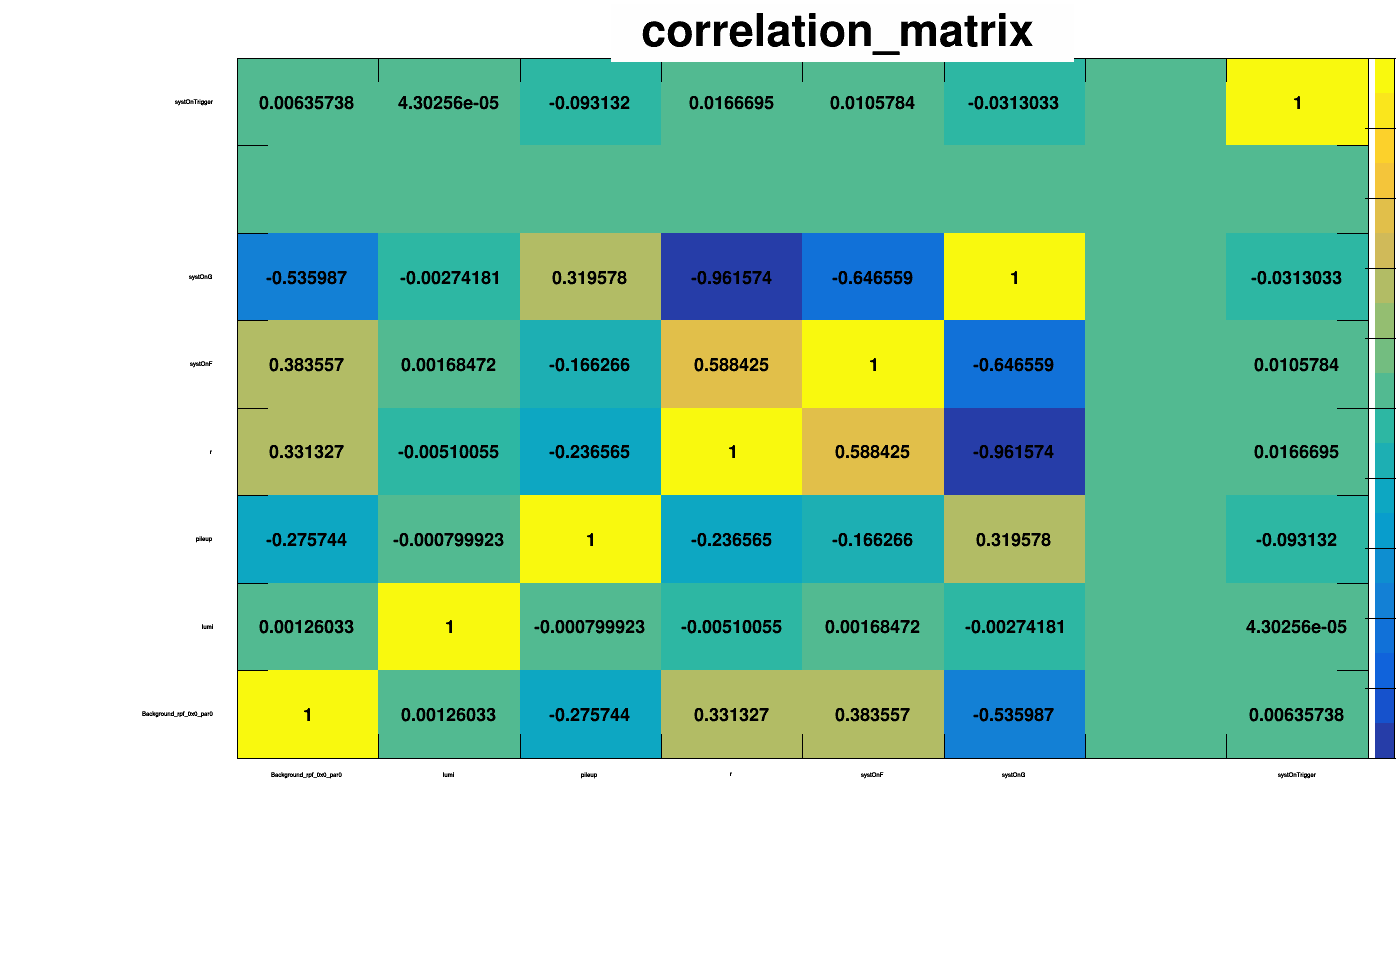 correlation_matrix
systOnTrigger 0.00635738 4.30256e-05 -0.093132 0.0166695 0.0105784 -0.0313033 1
systOnG -0.535987 -0.00274181 0.319578 -0.961574 -0.646559 1 -0.0313033
systOnF 0.383557 0.00168472 -0.166266 0.588425 1 -0.646559 0.0105784
r 0.331327 -0.00510055 -0.236565 1 0.588425 -0.961574 0.0166695
pileup -0.275744 -0.000799923 1 -0.236565 -0.166266 0.319578 -0.093132
lumi 0.00126033 1 -0.000799923 -0.00510055 0.00168472 -0.00274181 4.30256e-05
Background_rpf_0x0_par0 1 0.00126033 -0.275744 0.331327 0.383557 -0.535987 0.00635738
Background_rpf_0x0_par0 lumi pileup r systOnF systOnG systOnTrigger